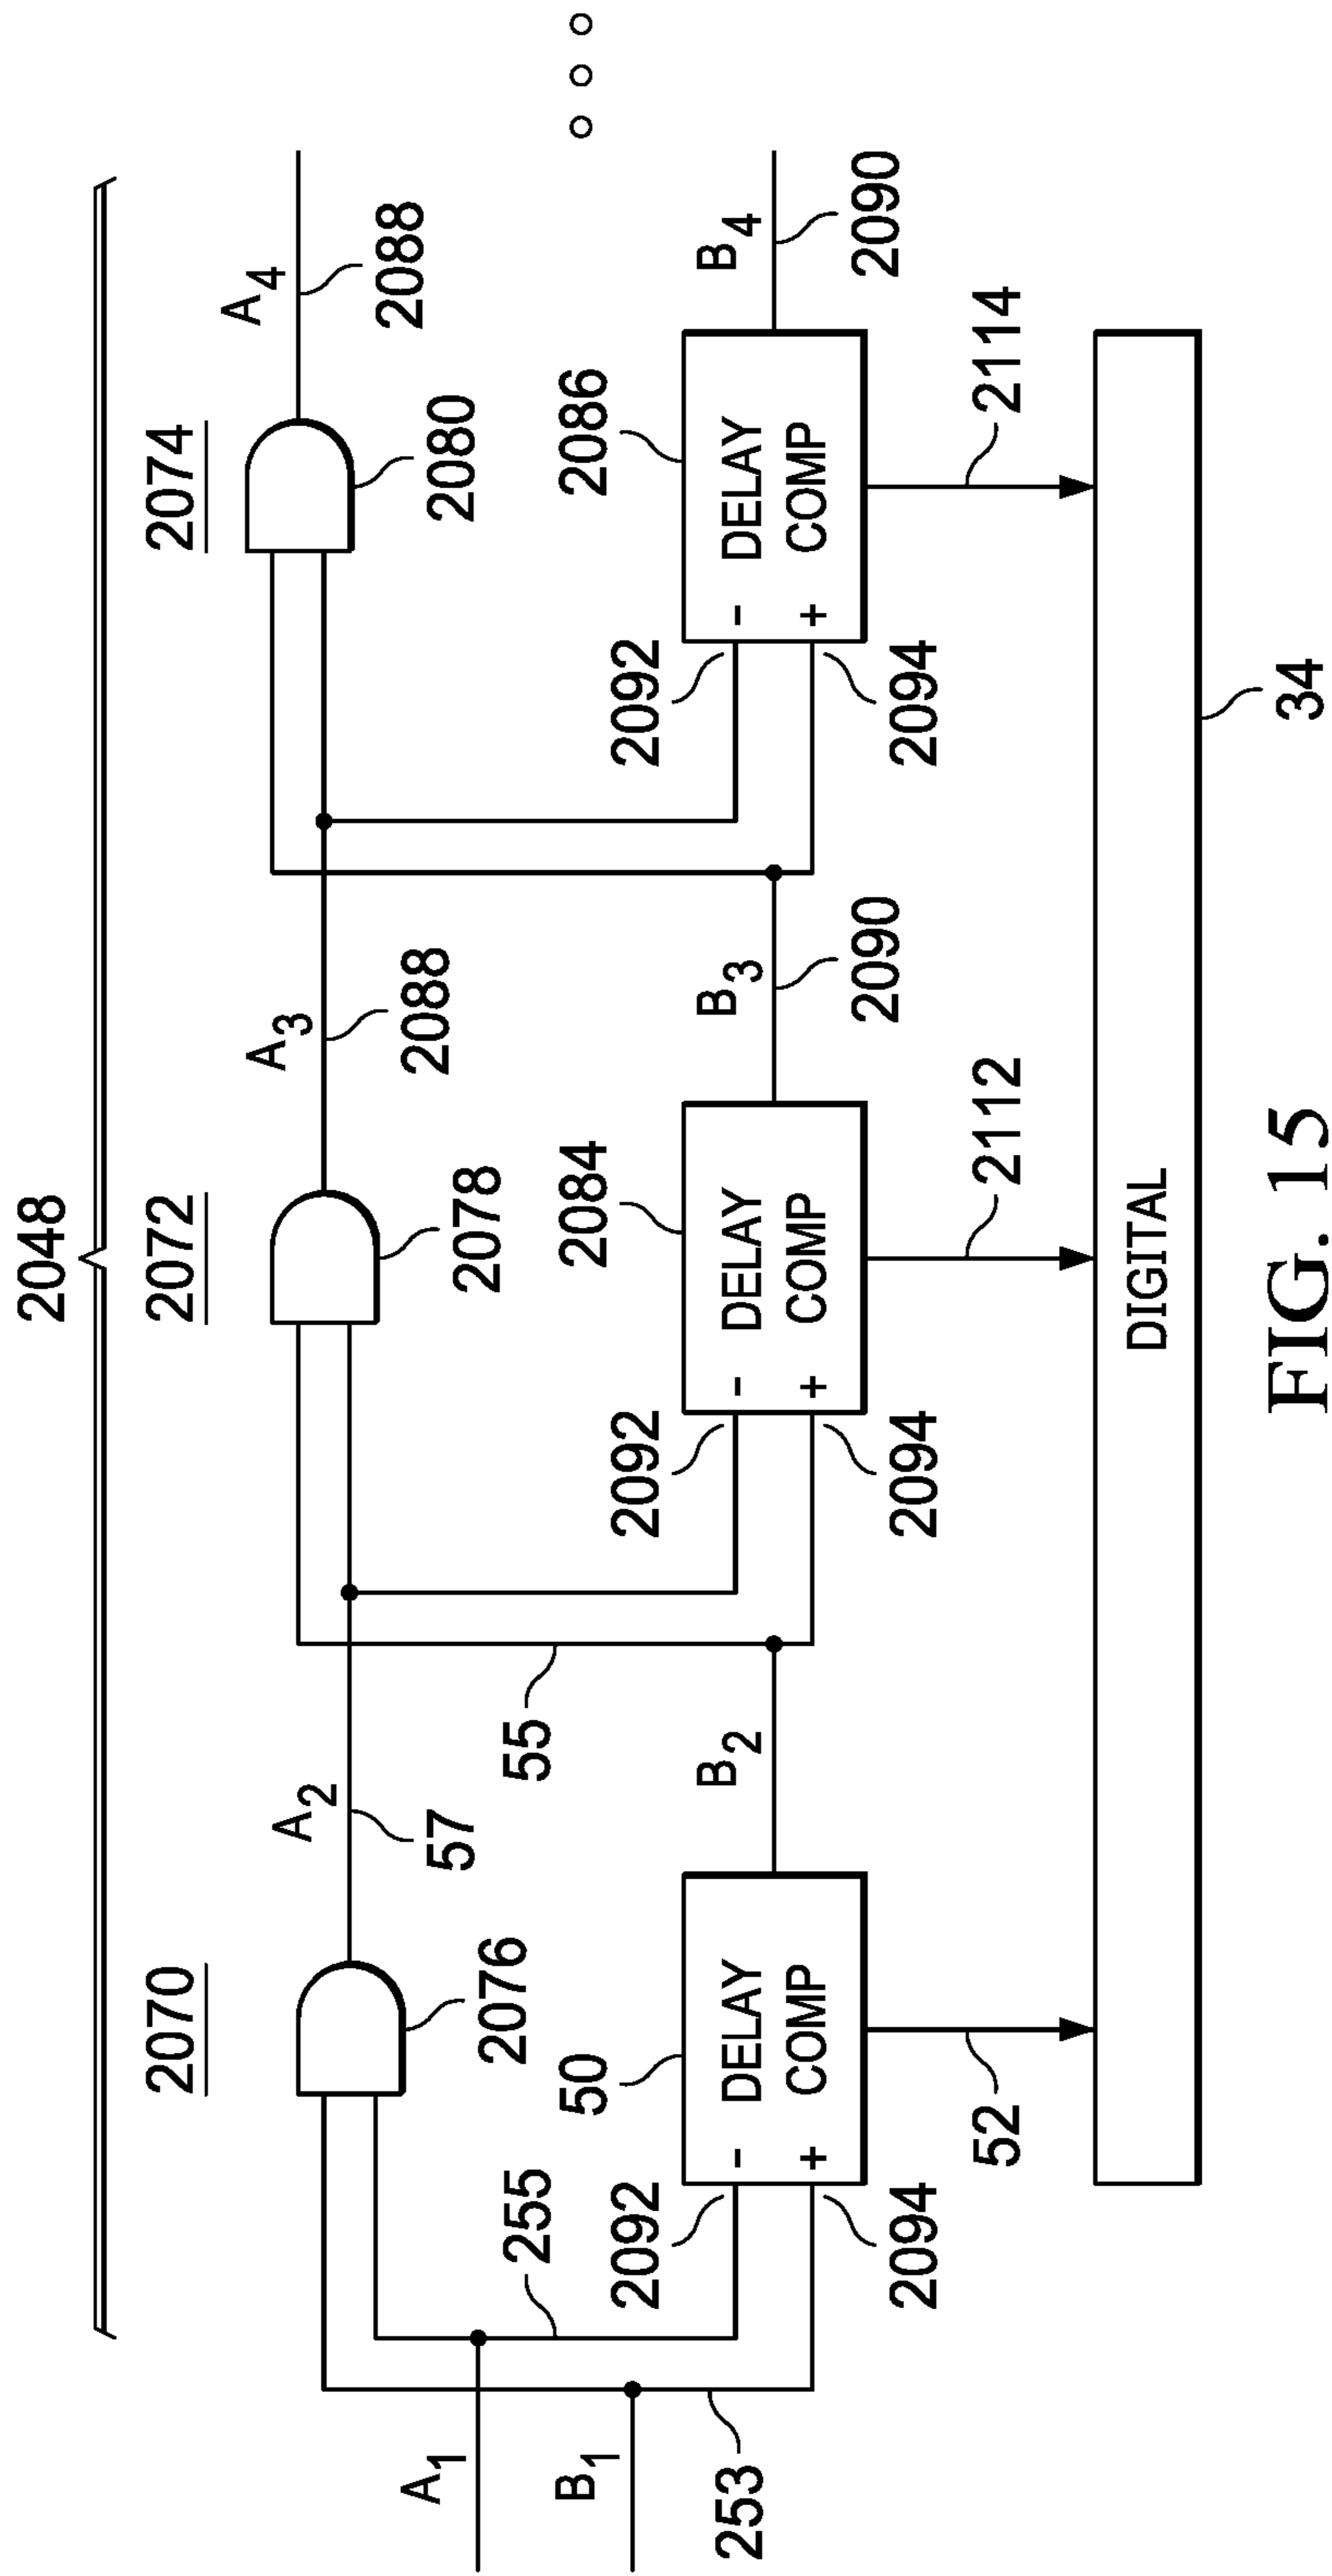 2048
2070
2072
2074
A2
A3
A4
57
2076
2078
2088
2080
2088
A1
B1
255
253
55
50
2084
2086
2092
- DELAY
+ COMP
2094
B2
2092
- DELAY
+ COMP
2094
B3
2090
2092
- DELAY
+ COMP
2094
B4
2090
52
2112
2114
DIGITAL
34
FIG. 15